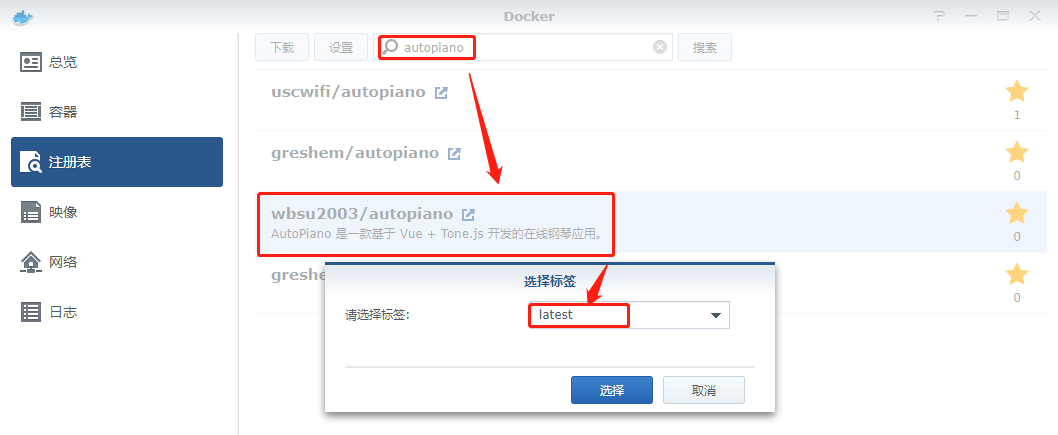 Docker
总览
容器
注册表
映像
网络
日志
下载 设置 autopiano 搜索
uscwifi/autopiano
1
greshem/autopiano
0
wbsu2003/autopiano
AutoPiano 是一款基于 Vue + Tone.js 开发的在线钢琴应用。
0
greshe
0
选择标签
请选择标签: latest
选择 取消